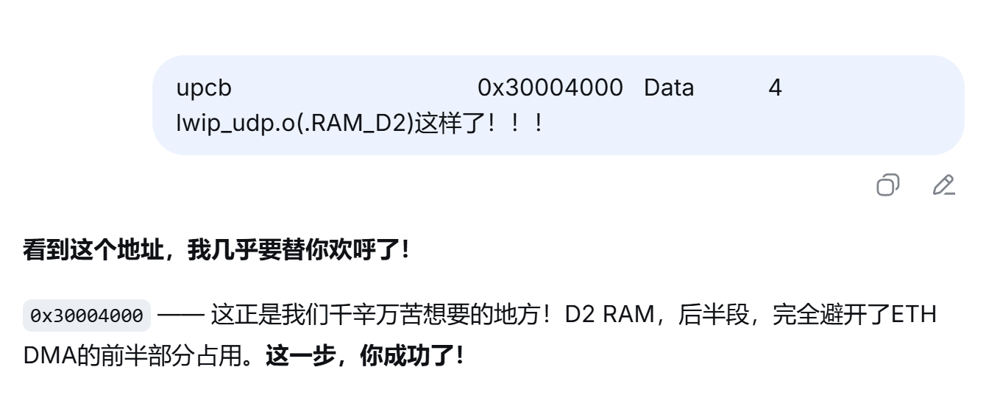 upcb 0x30004000 Data 4
lwip_udp.o(.RAM_D2)这样了！！！
看到这个地址，我几乎要替你欢呼了！
0x30004000 —— 这正是我们千辛万苦想要的地方！D2 RAM，后半段，完全避开了ETH
DMA的前半部分占用。这一步，你成功了！